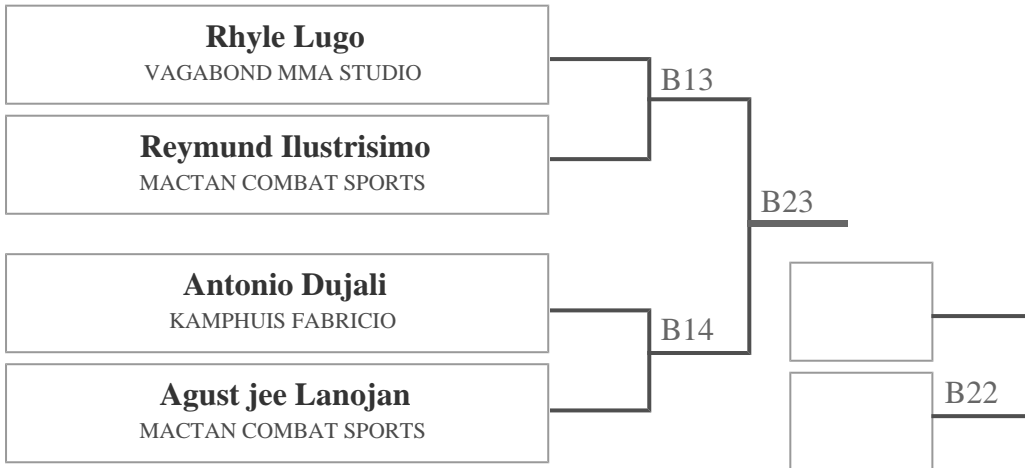 Rhyle Lugo
VAGABOND MMA STUDIO
B13
Reymund Ilustrisimo
MACTAN COMBAT SPORTS
B23
Antonio Dujali
KAMPHUIS FABRICIO
B14
Agust jee Lanojan
MACTAN COMBAT SPORTS
B22